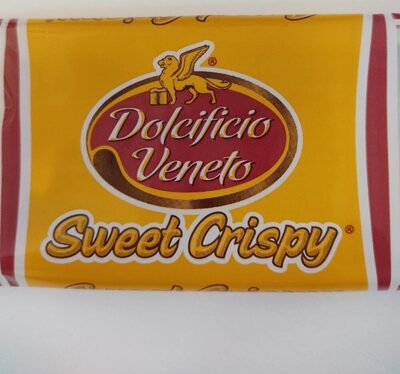 ®
Dolcificio
Veneto
Sweet Crispy®